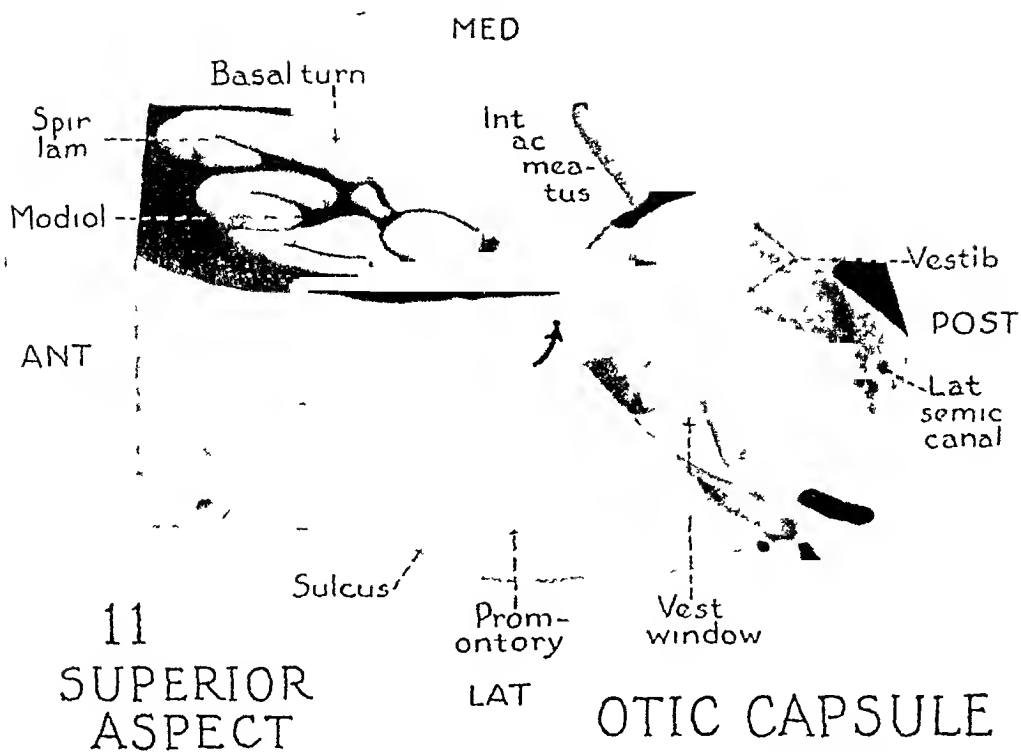 MED
Basal turn
Spir
lam
Int
ac
mea-
tus
Modiol
Vestib
POST
ANT
Lat
semic
canal
Sulcus
Prom-
ontory
Vest
window
11
SUPERIOR
ASPECT
LAT
OTIC CAPSULE